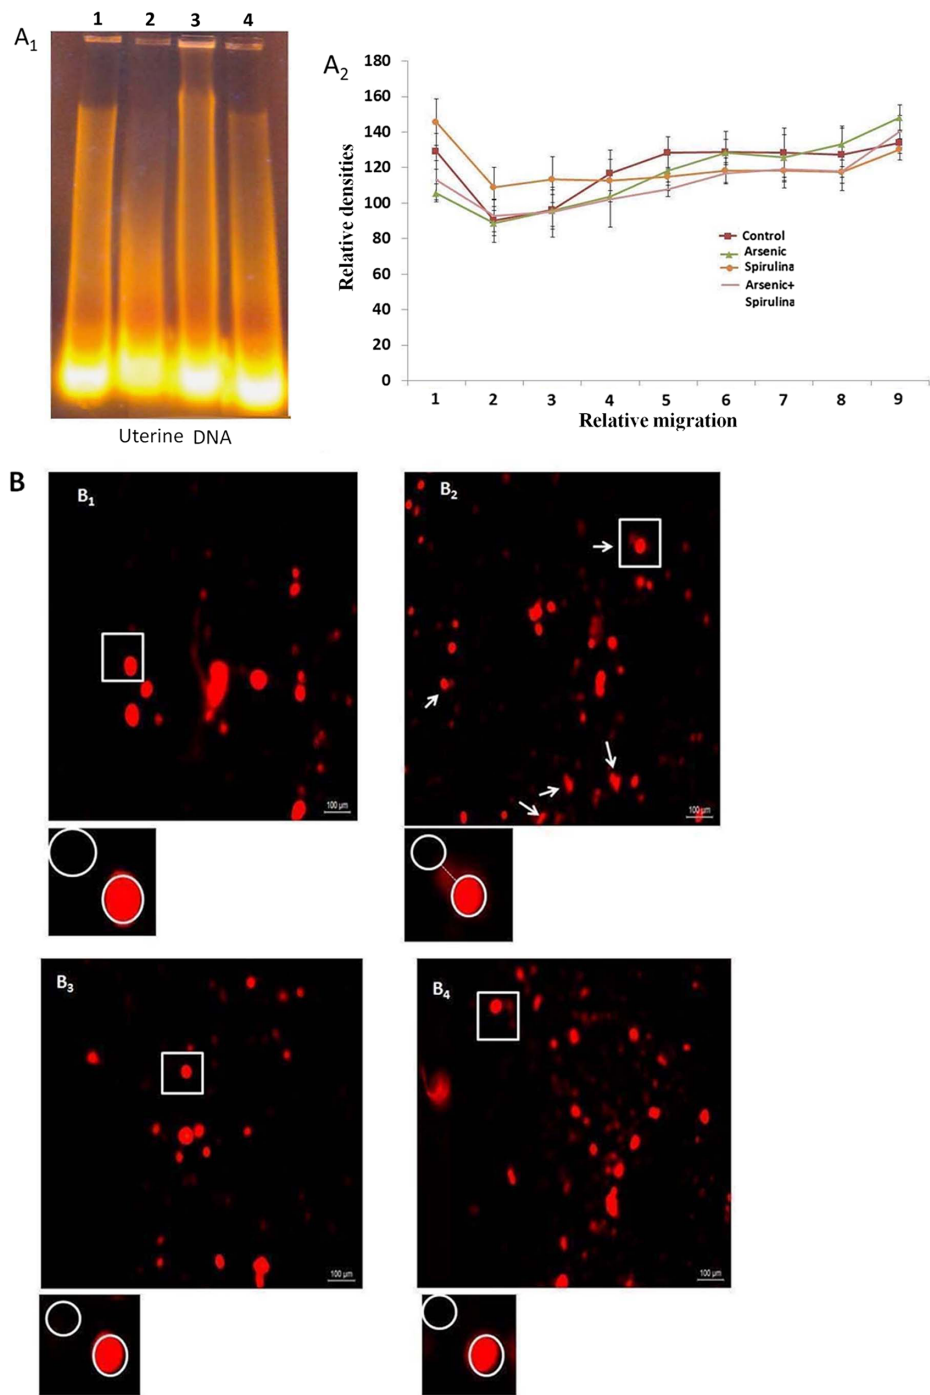 A1
1 2 3 4
Uterine DNA
A2
Relative densities
180
160
140
120
100
80
60
40
20
0
1 2 3 4 5 6 7 8 9
Relative migration
Control
Arsenic
Spirulina
Arsenic+
Spirulina
B
B1
100 µm
B2
100 µm
B3
100 µm
B4
100 µm